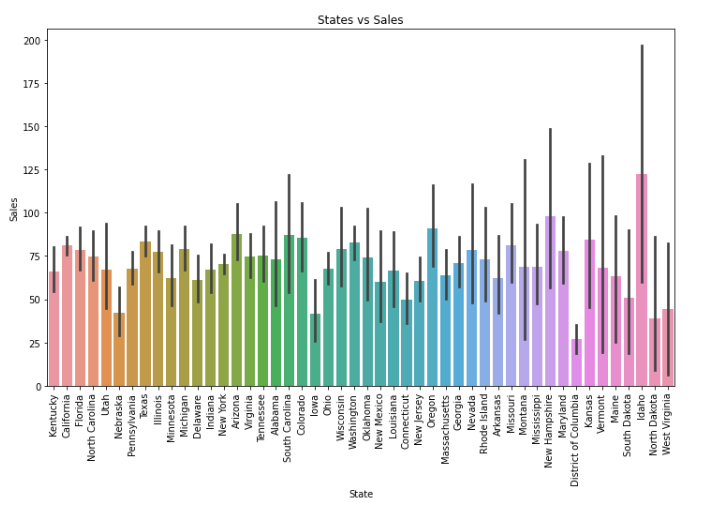 States vs Sales
200
175
150
125
100
75
50
25
0
Sales
Kentucky
California
Florida
North Carolina
Utah
Nebraska
Pennsylvania
Texas
Illinois
Minnesota
Michigan
Delaware
Indiana
New York
Arizona
Virginia
Tennessee
Alabama
South Carolina
Colorado
Iowa
Ohio
Wisconsin
Washington
Oklahoma
New Mexico
Louisiana
Connecticut
New Jersey
Oregon
Massachusetts
Georgia
Nevada
Rhode Island
Arkansas
Missouri
Montana
Mississippi
New Hampshire
Maryland
District of Columbia
Kansas
Vermont
Maine
South Dakota
Idaho
North Dakota
West Virginia
State